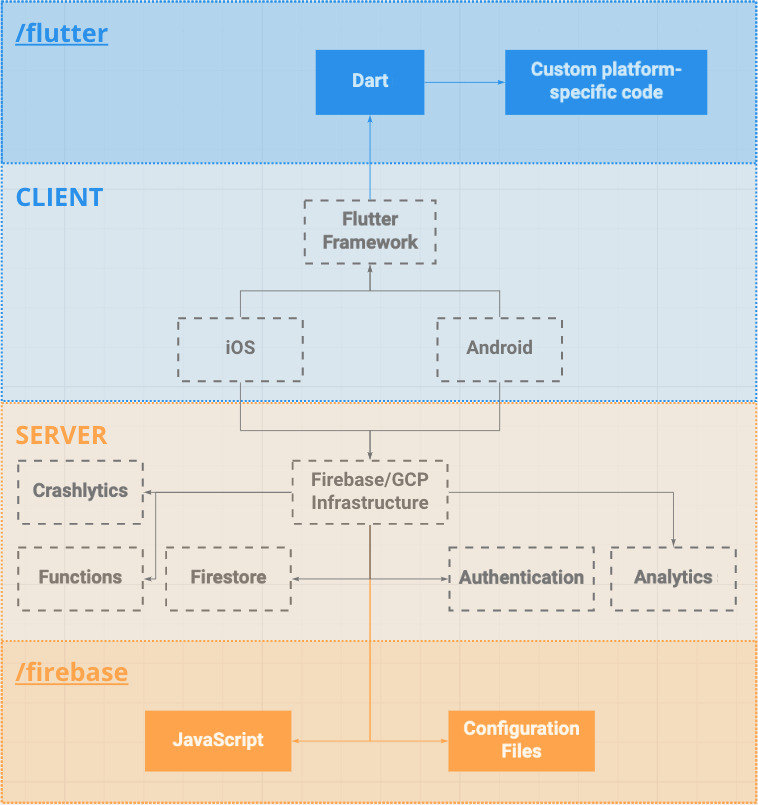 /flutter
Dart
Custom platform-
specific code
CLIENT
Flutter
Framework
iOS
Android
SERVER
Crashlytics
Firebase/GCP
Infrastructure
Functions
Firestore
Authentication
Analytics
/firebase
JavaScript
Configuration
Files